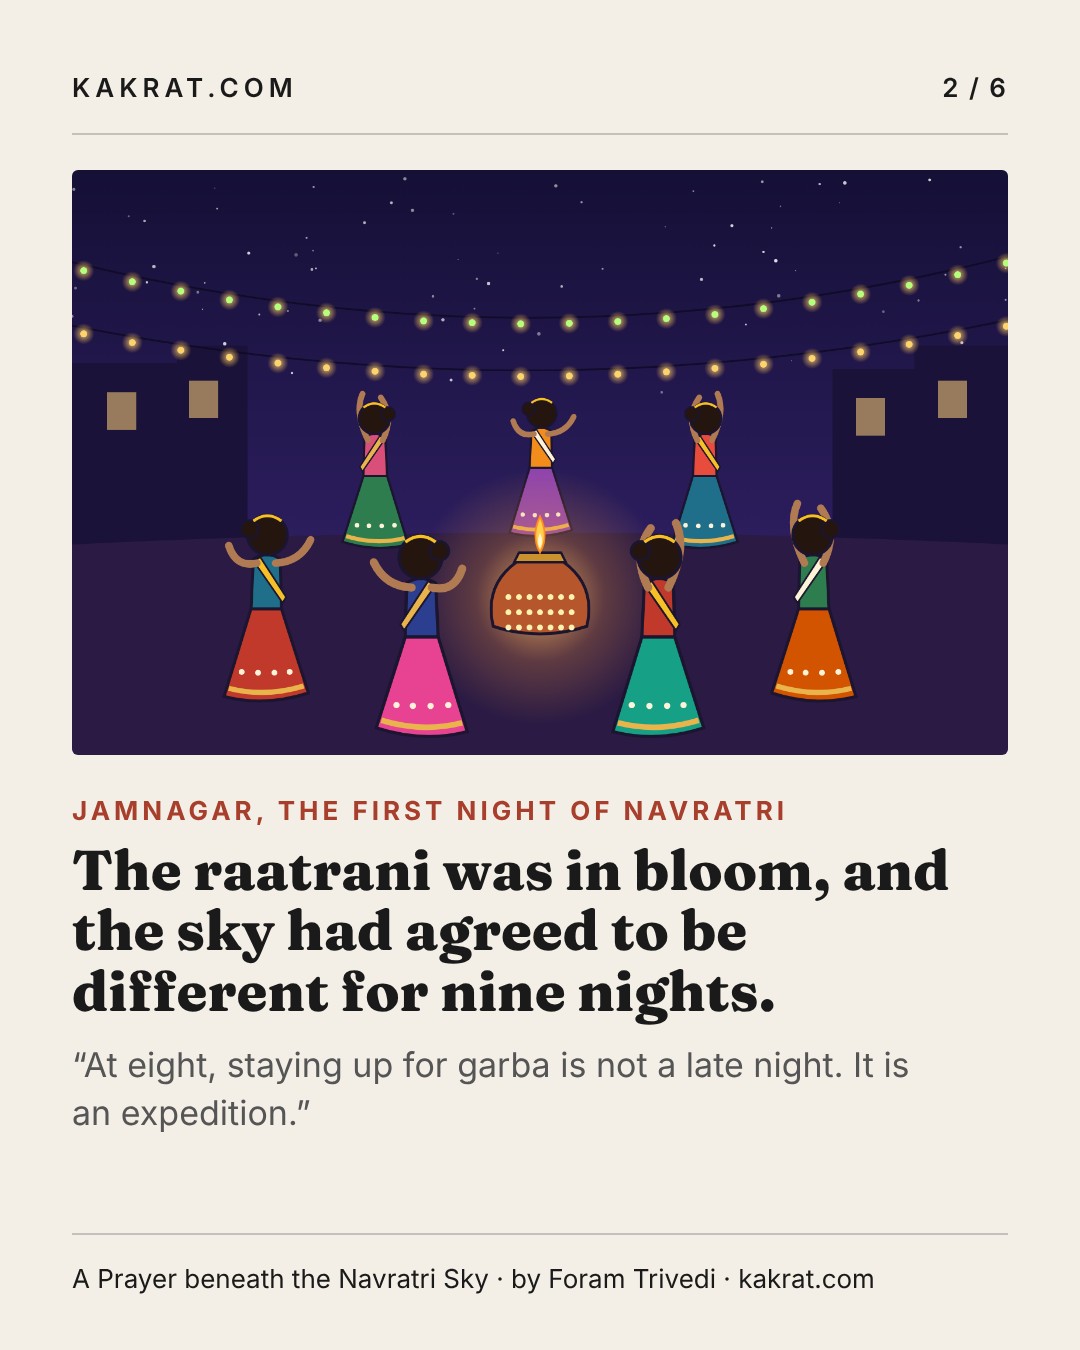 KAKRAT.COM
2 / 6
JAMNAGAR, THE FIRST NIGHT OF NAVRATRI
The raatrani was in bloom, and
the sky had agreed to be
different for nine nights.
“At eight, staying up for garba is not a late night. It is
an expedition.”
A Prayer beneath the Navratri Sky · by Foram Trivedi · kakrat.com